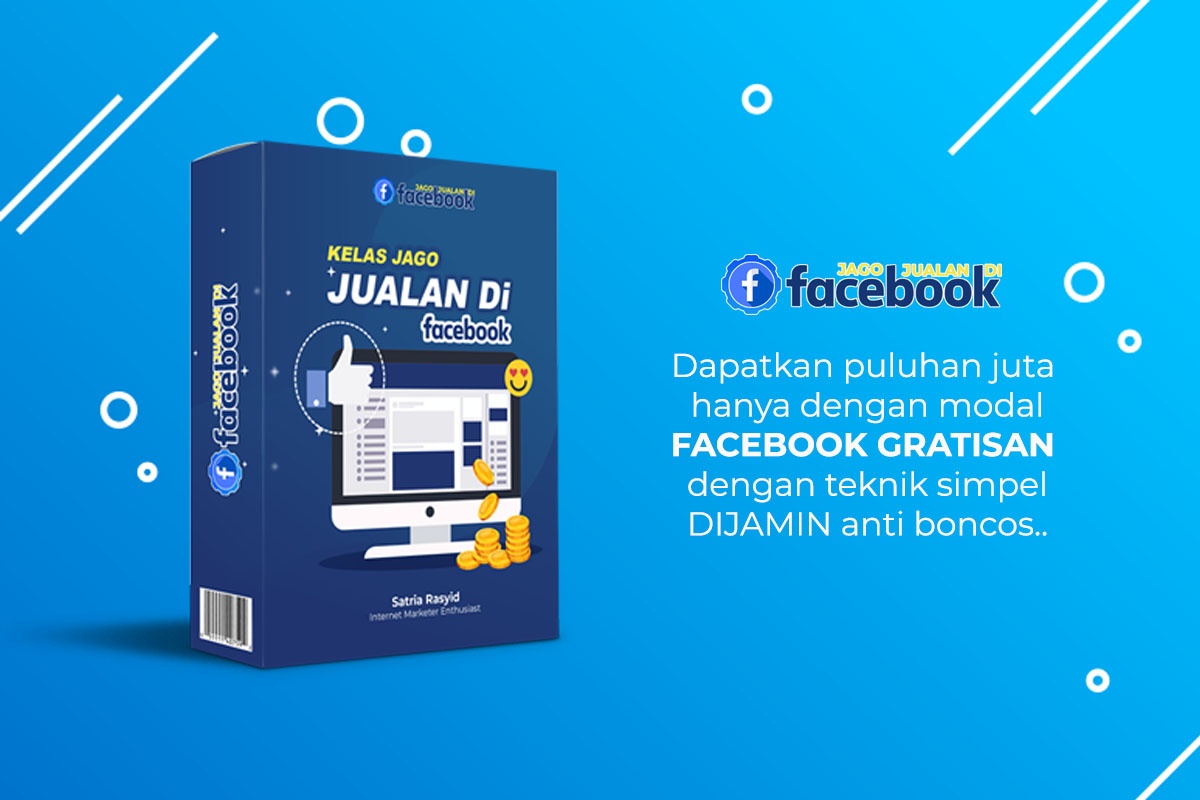 JAGO JUALAN DI
facebook
KELAS JAGO
JUALAN Di
facebook
Satria Rasyid
Internet Marketer Enthusiast
JAGO JUALAN DI
facebook
JAGO JUALAN DI
facebook
Dapatkan puluhan juta
hanya dengan modal
FACEBOOK GRATISAN
dengan teknik simpel
DIJAMIN anti boncos..